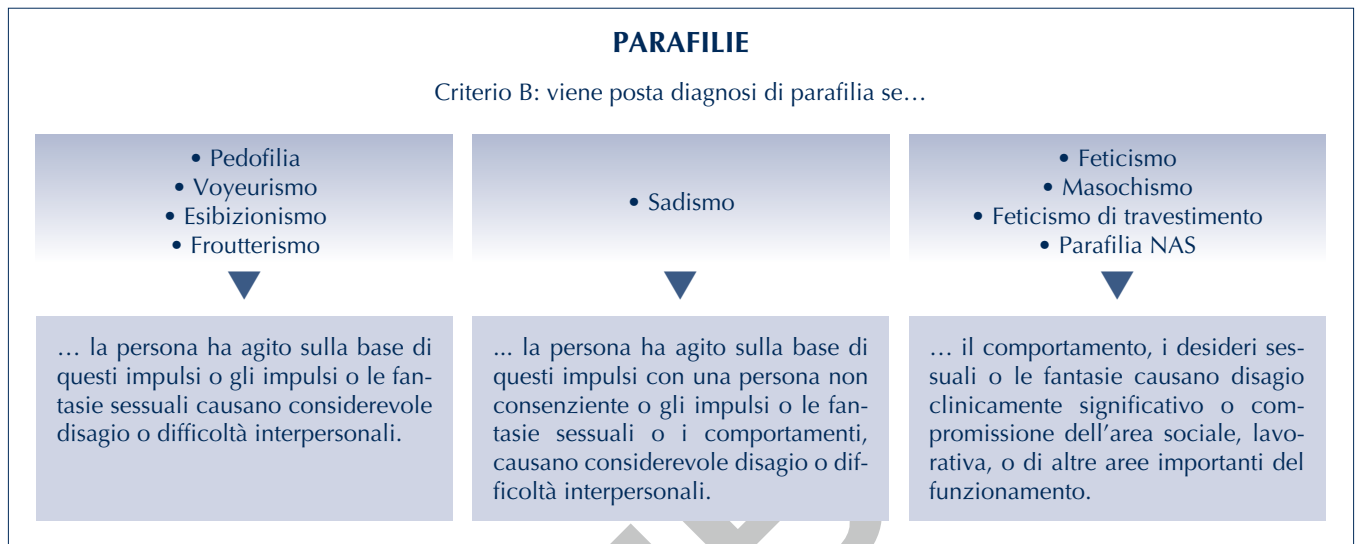 PARAFILIE
Criterio B: viene posta diagnosi di parafilia se…
• Pedofilia
• Voyeurismo
• Esibizionismo
• Froutterismo
• Sadismo
• Feticismo
• Masochismo
• Feticismo di travestimento
• Parafilia NAS
… la persona ha agito sulla base di
questi impulsi o gli impulsi o le fan-
tasie sessuali causano considerevole
disagio o difficoltà interpersonali.
... la persona ha agito sulla base di
questi impulsi con una persona non
consenziente o gli impulsi o le fan-
tasie sessuali o i comportamenti,
causano considerevole disagio o dif-
ficoltà interpersonali.
… il comportamento, i desideri ses-
suali o le fantasie causano disagio
clinicamente significativo o com-
promissione dell’area sociale, lavo-
rativa, o di altre aree importanti del
funzionamento.